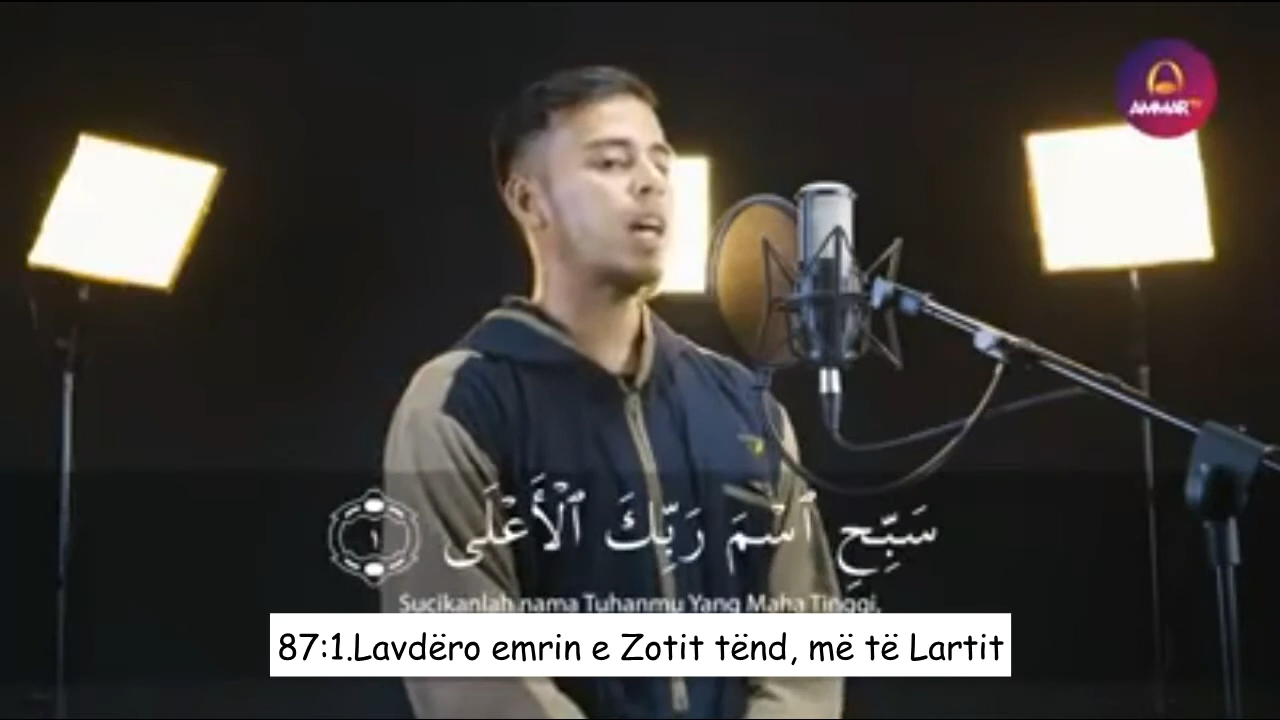 AMMAR TV
سَبِّحِ ٱسْمَ رَبِّكَ ٱلْأَعْلَى ١
Sucikanlah nama Tuhanmu Yang Maha Tinggi,
87:1.Lavdëro emrin e Zotit tënd, më të Lartit